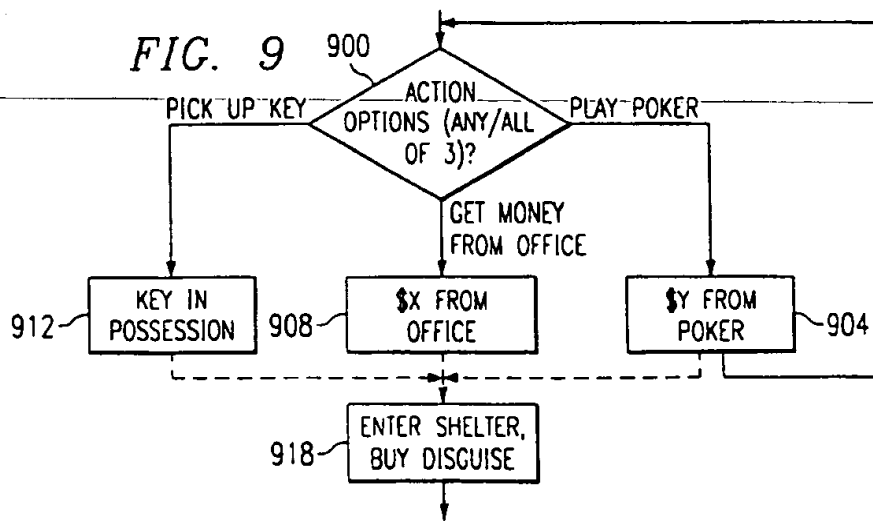 FIG. 9
900
ACTION
OPTIONS (ANY/ALL
OF 3)?
PICK UP KEY
PLAY POKER
GET MONEY
FROM OFFICE
KEY IN
POSSESSION
912
$X FROM
OFFICE
908
$Y FROM
POKER
904
ENTER SHELTER,
BUY DISGUISE
918